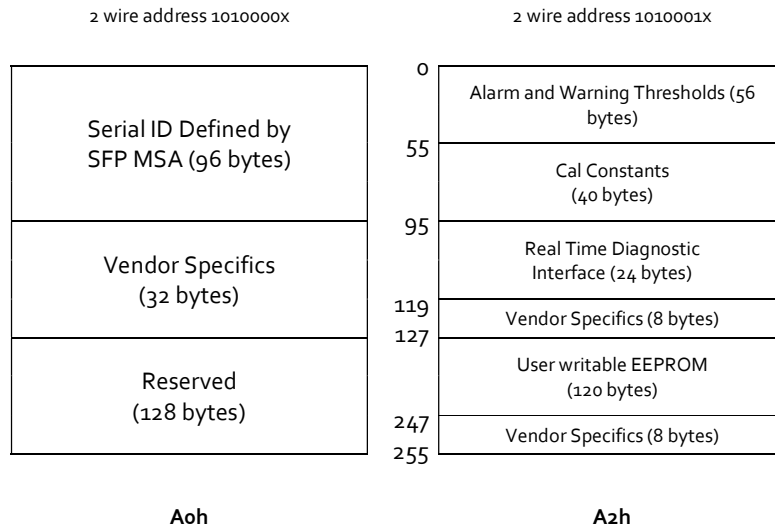 2 wire address 1010000x
2 wire address 1010001x
Serial ID Defined by
SFP MSA (96 bytes)
Vendor Specifics
(32 bytes)
Reserved
(128 bytes)
A0h
0
Alarm and Warning Thresholds (56
bytes)
55
Cal Constants
(40 bytes)
95
Real Time Diagnostic
Interface (24 bytes)
119
Vendor Specifics (8 bytes)
127
User writable EEPROM
(120 bytes)
247
Vendor Specifics (8 bytes)
255
A2h